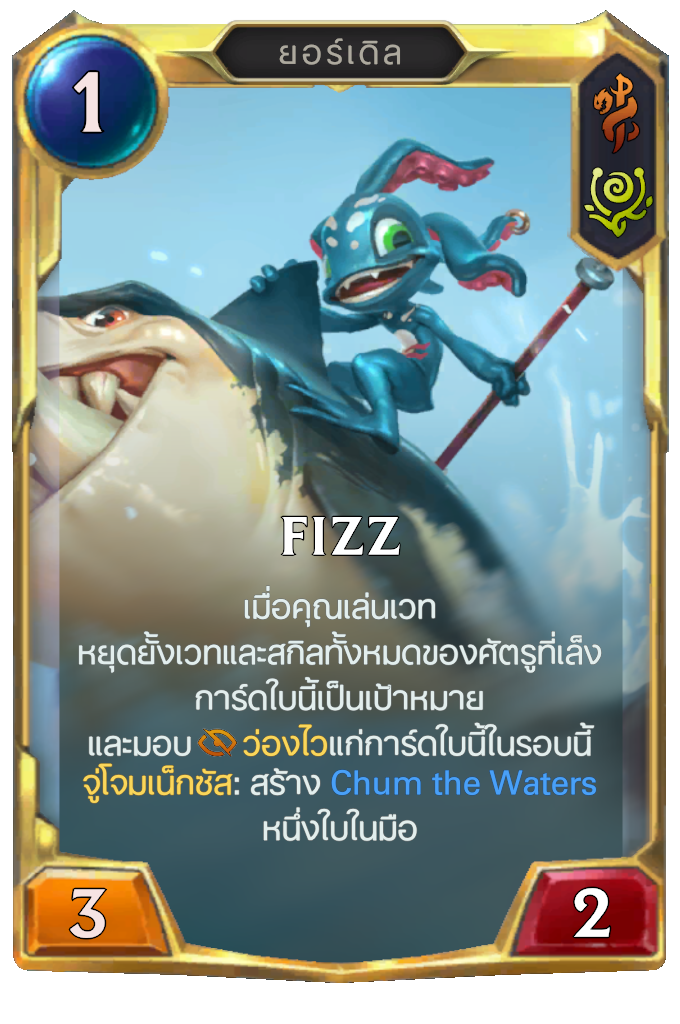 ยอร์เดิล
1
FIZZ
เมื่อคุณเล่นเวท
หยุดยั้งเวทและสกิลทั้งหมดของศัตรูที่เล็ง
การ์ดใบนี้เป็นเป้าหมาย
และมอบ ว่องไวแก่การ์ดใบนี้ในรอบนี้
จู่โจมเน็กซัส: สร้าง Chum the Waters
หนึ่งใบในมือ
3
2